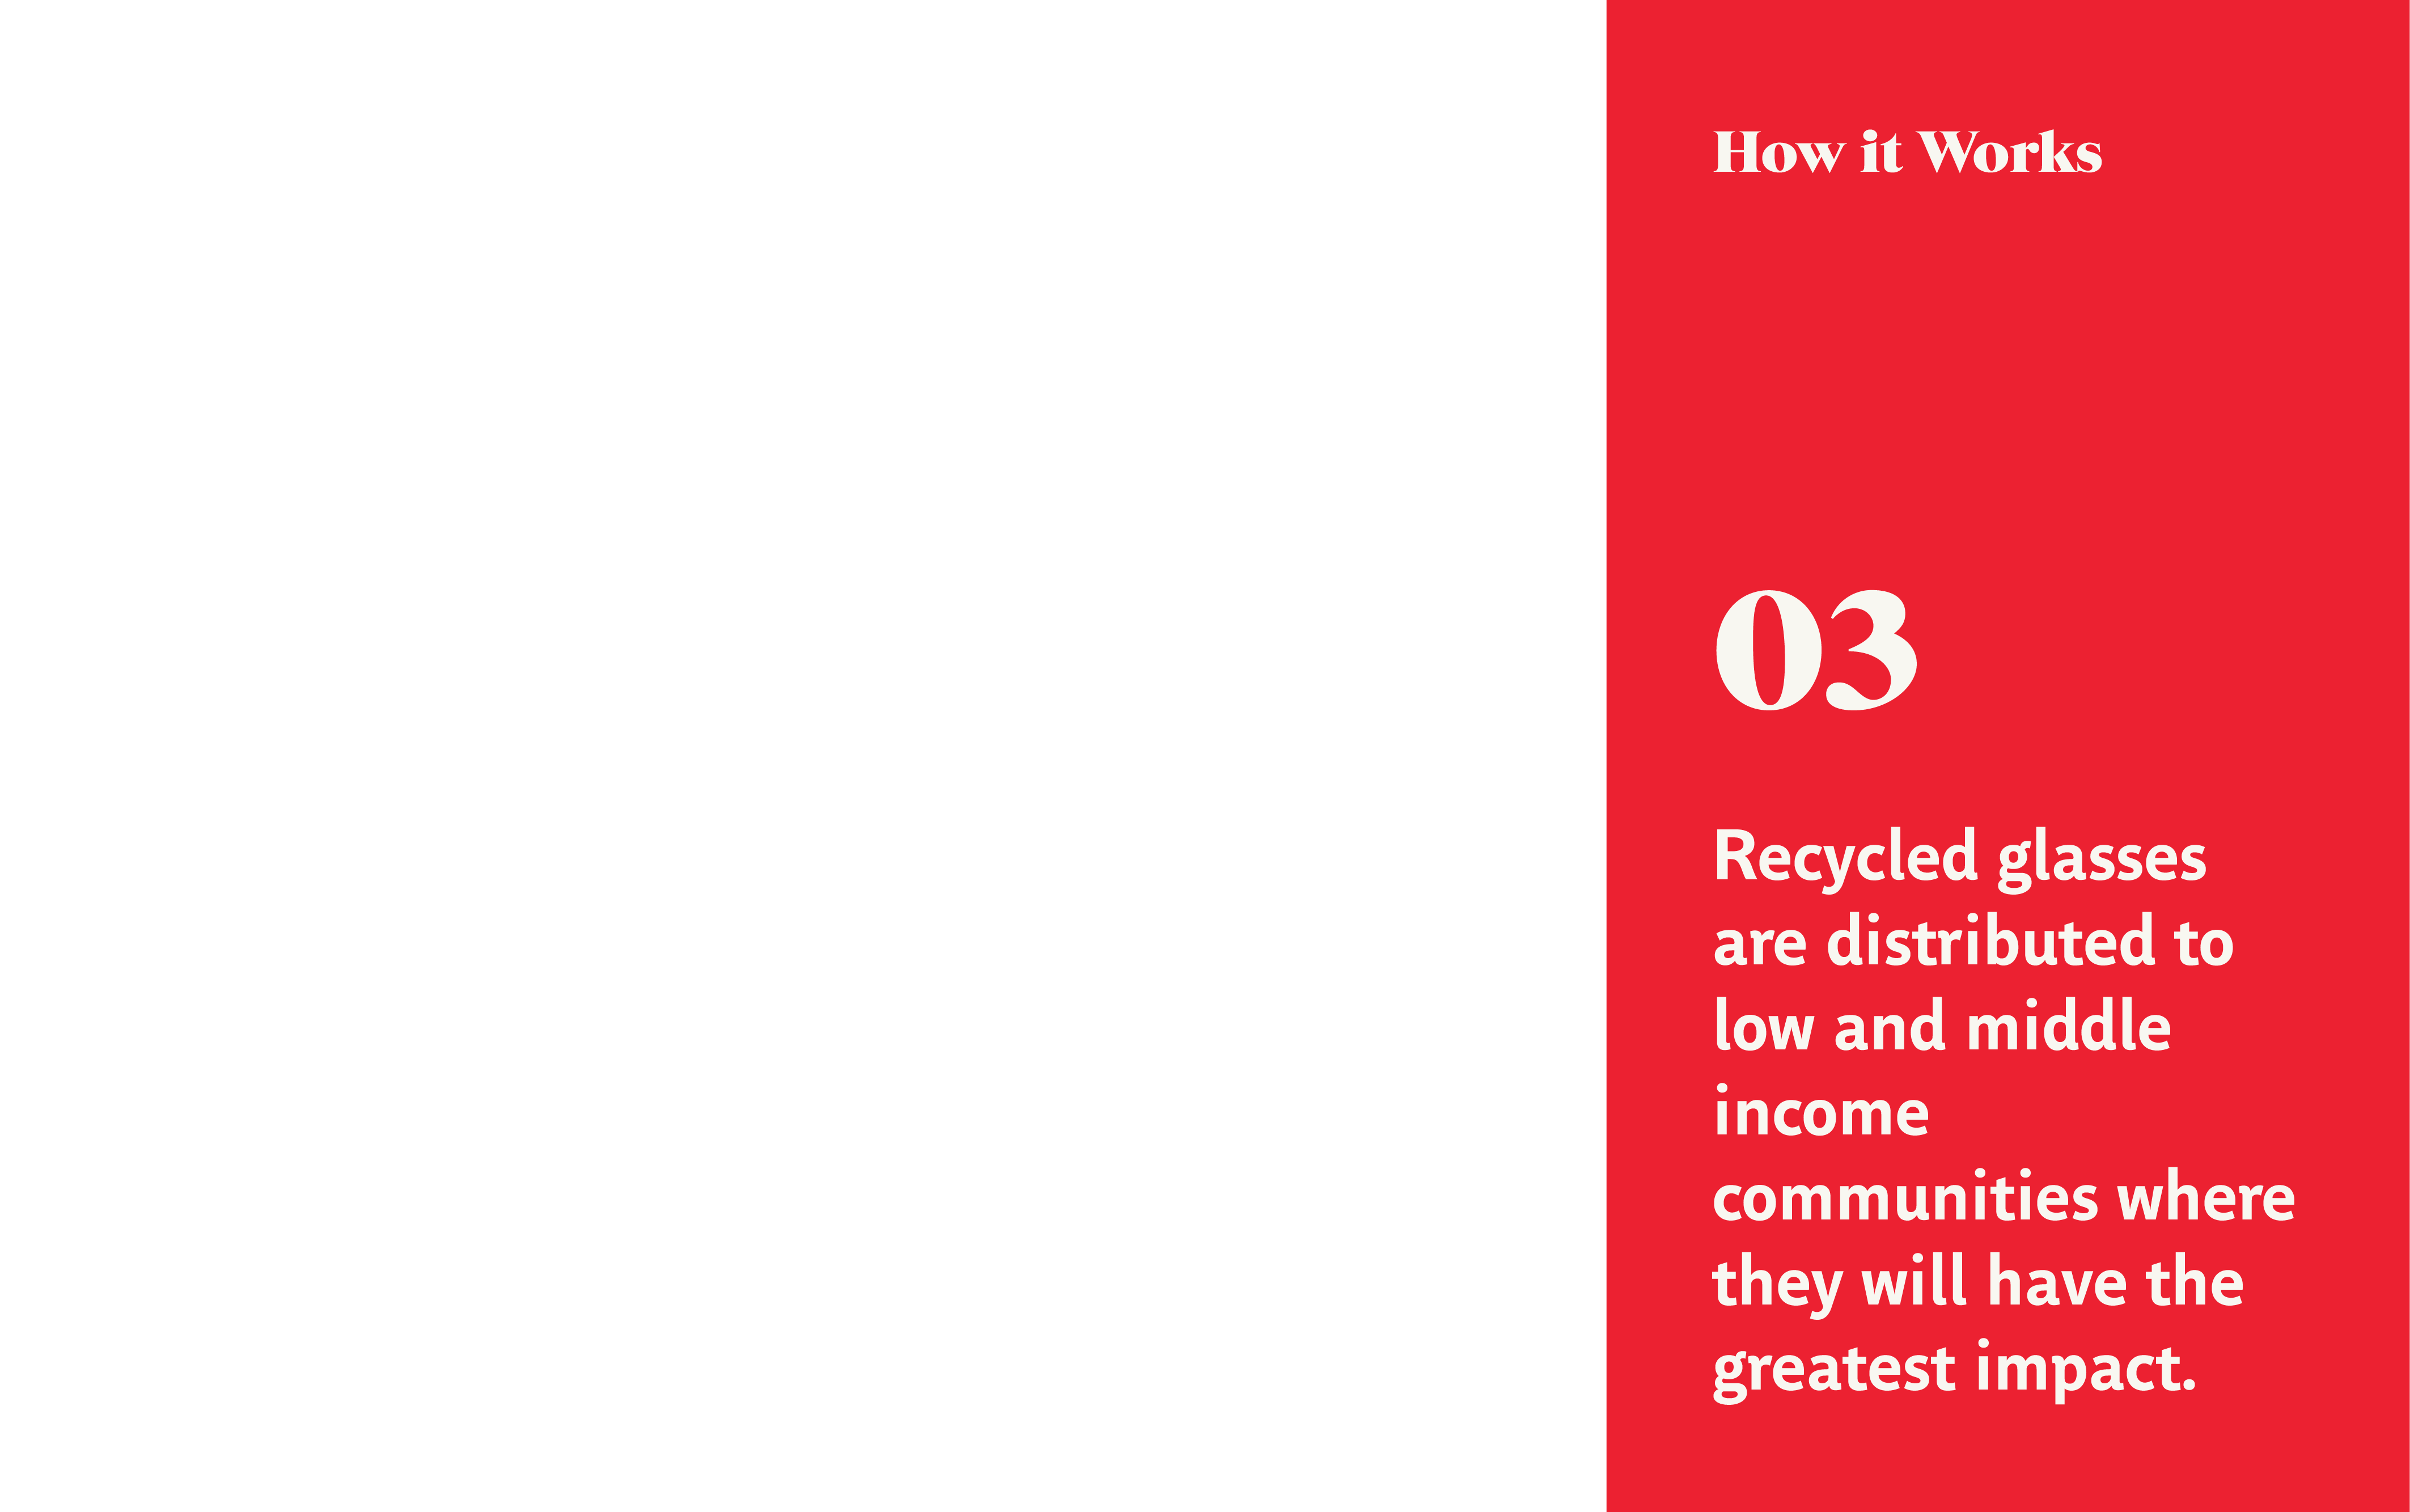 How it Works
03
Recycled glasses
are distributed to
low and middle
income
communities where
they will have the
greatest impact.